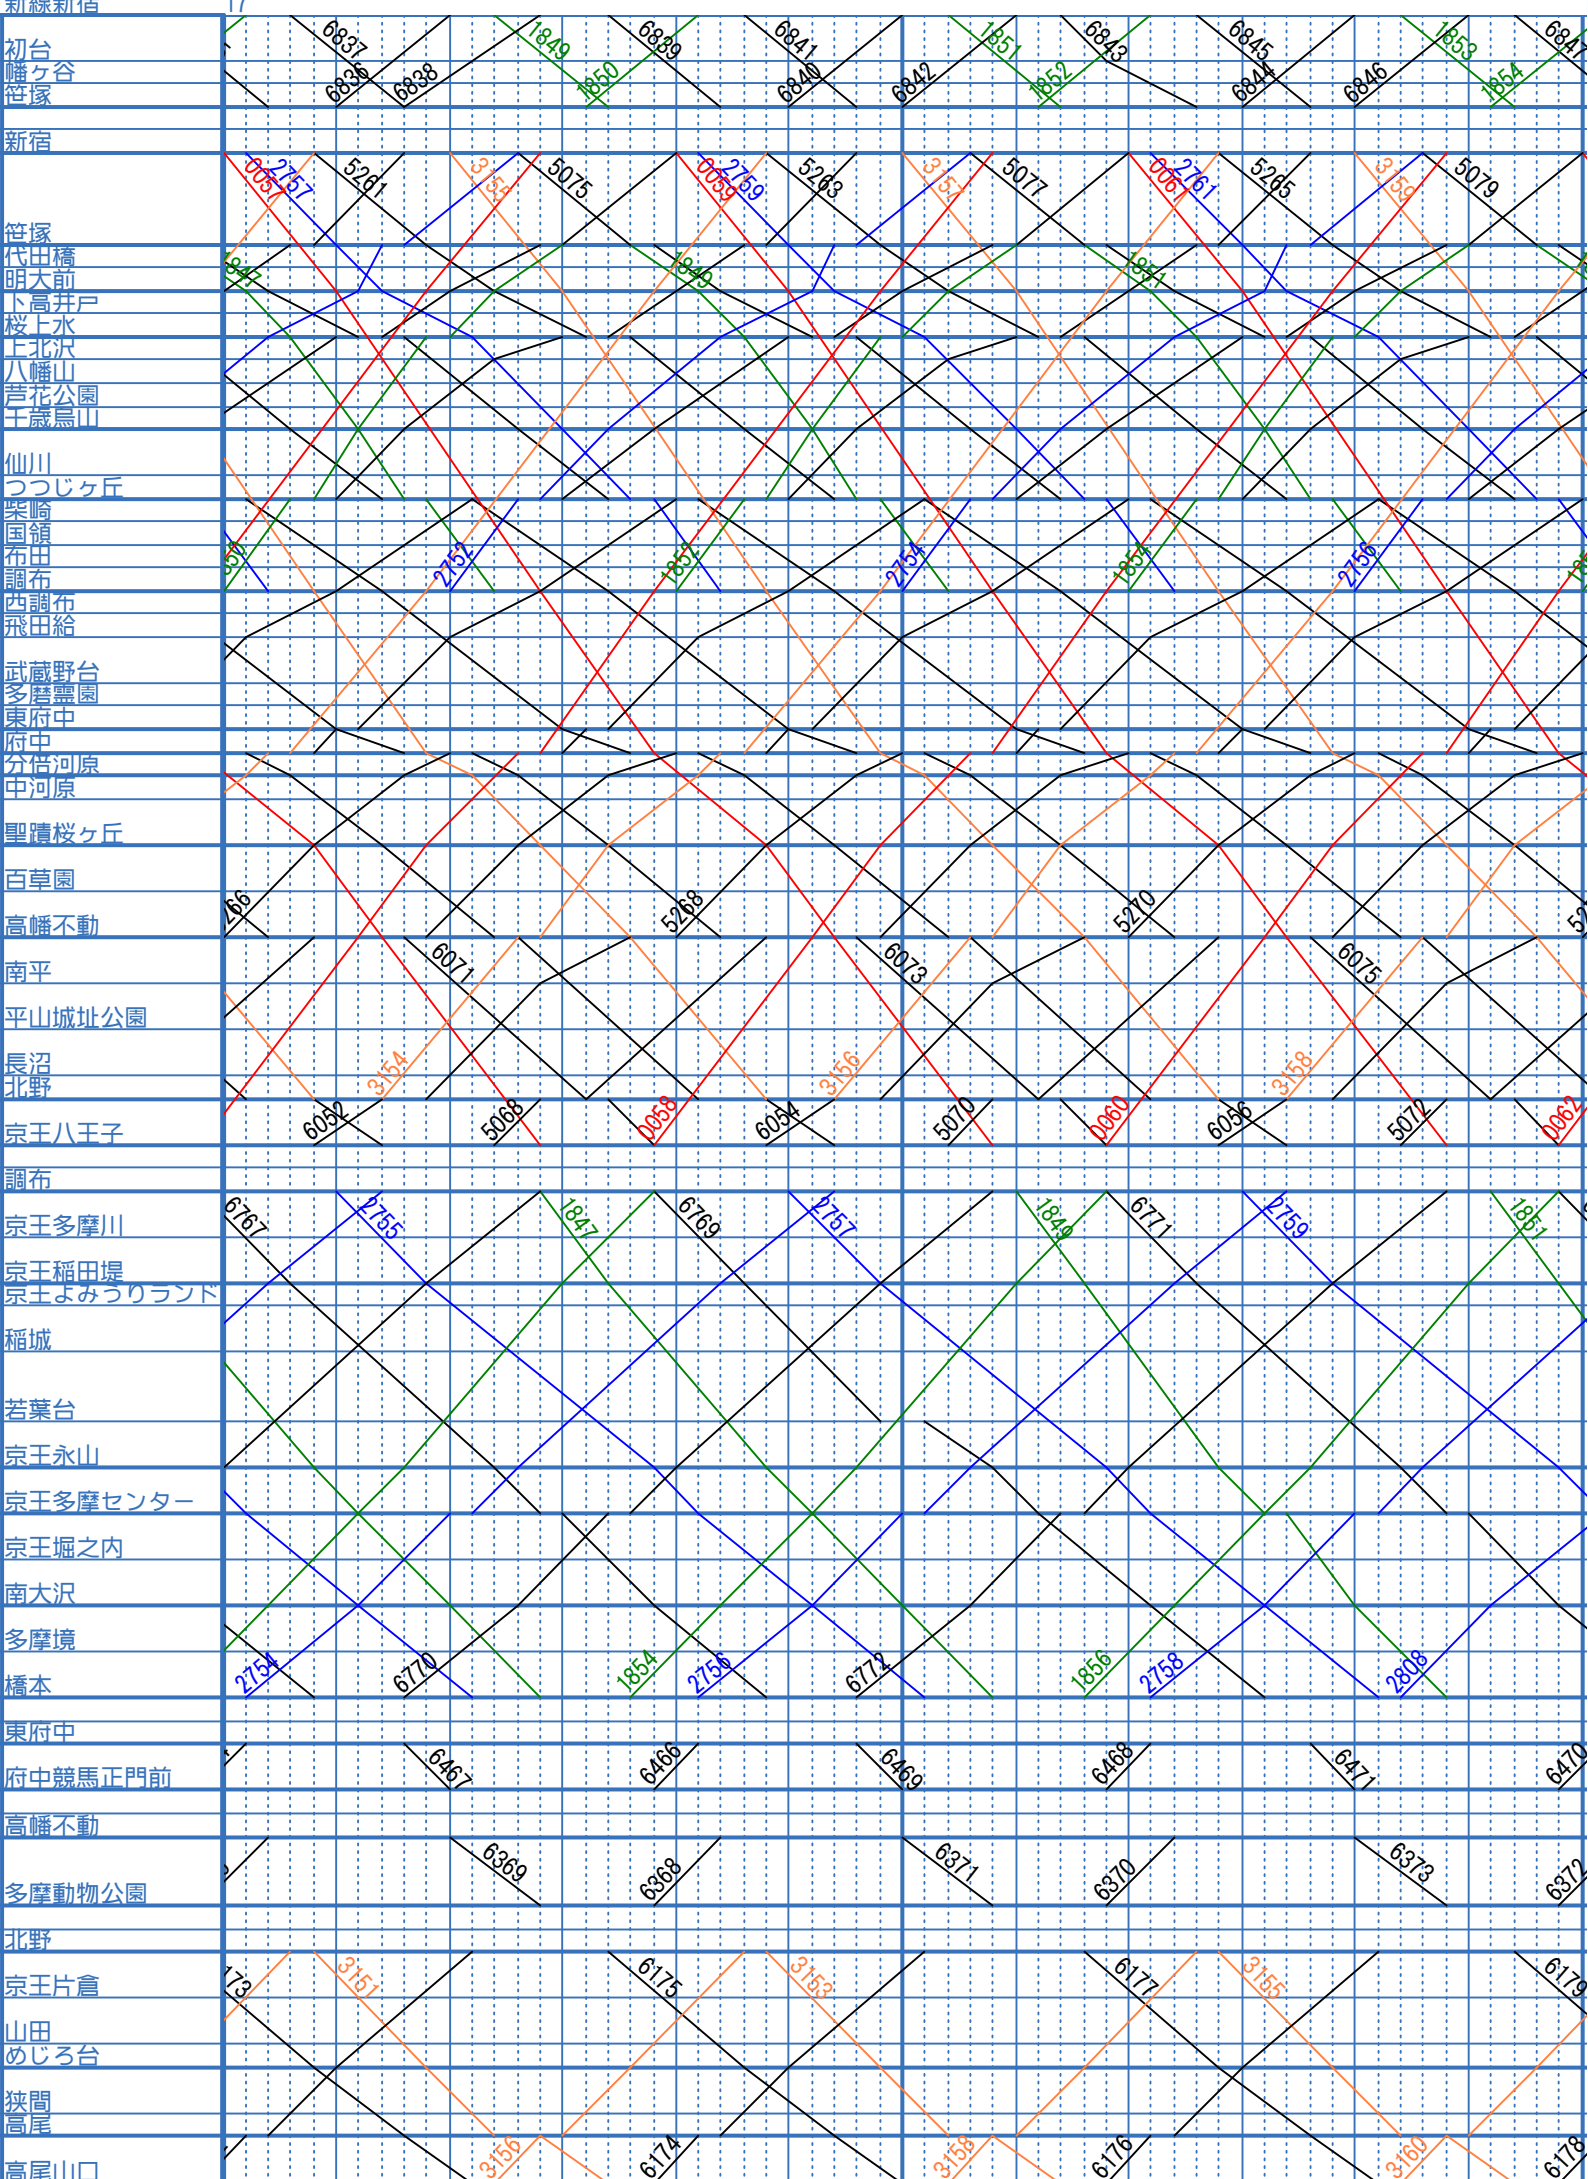 新線新宿 17
初台 6837 1849 6839 6841 1851 6843 6845 1853 6847
幡ヶ谷
笹塚 6836 6838 1850 6840 6842 1852 6844 6846 1854
新宿
0057 2757 5261 3155 5075 0059 2759 5263 3157 5077 0061 2761 5265 3159 5079
笹塚
代田橋 1847 1849 1851
明大前
下高井戸
桜上水
上北沢
八幡山
芦花公園
千歳烏山
仙川
つつじヶ丘
柴崎
国領
布田 2752 1852 2754 1854 2756
調布
西調布
飛田給
武蔵野台
多磨霊園
東府中
府中
分倍河原
中河原
聖蹟桜ヶ丘
百草園
高幡不動 5268 5270
南平 6071 6073 6075
平山城址公園
長沼 3154 3156 3158
北野
京王八王子 6052 5068 0058 6054 5070 0060 6056 5072 0062
調布
京王多摩川 6767 2755 1847 6769 2757 1849 6771 2759 1851
京王稲田堤
京王よみうりランド
稲城
若葉台
京王永山
京王多摩センター
京王堀之内
南大沢
多摩境
橋本 2754 6770 1854 2756 6772 1856 2758 2808
東府中
府中競馬正門前 6467 6466 6469 6468 6471 6470
高幡不動
多摩動物公園 6369 6368 6371 6370 6373 6372
北野
京王片倉 173 3151 6175 3153 6177 3155 6179
山田
めじろ台
狭間
高尾
高尾山口 3156 6174 3158 6176 3160 6178